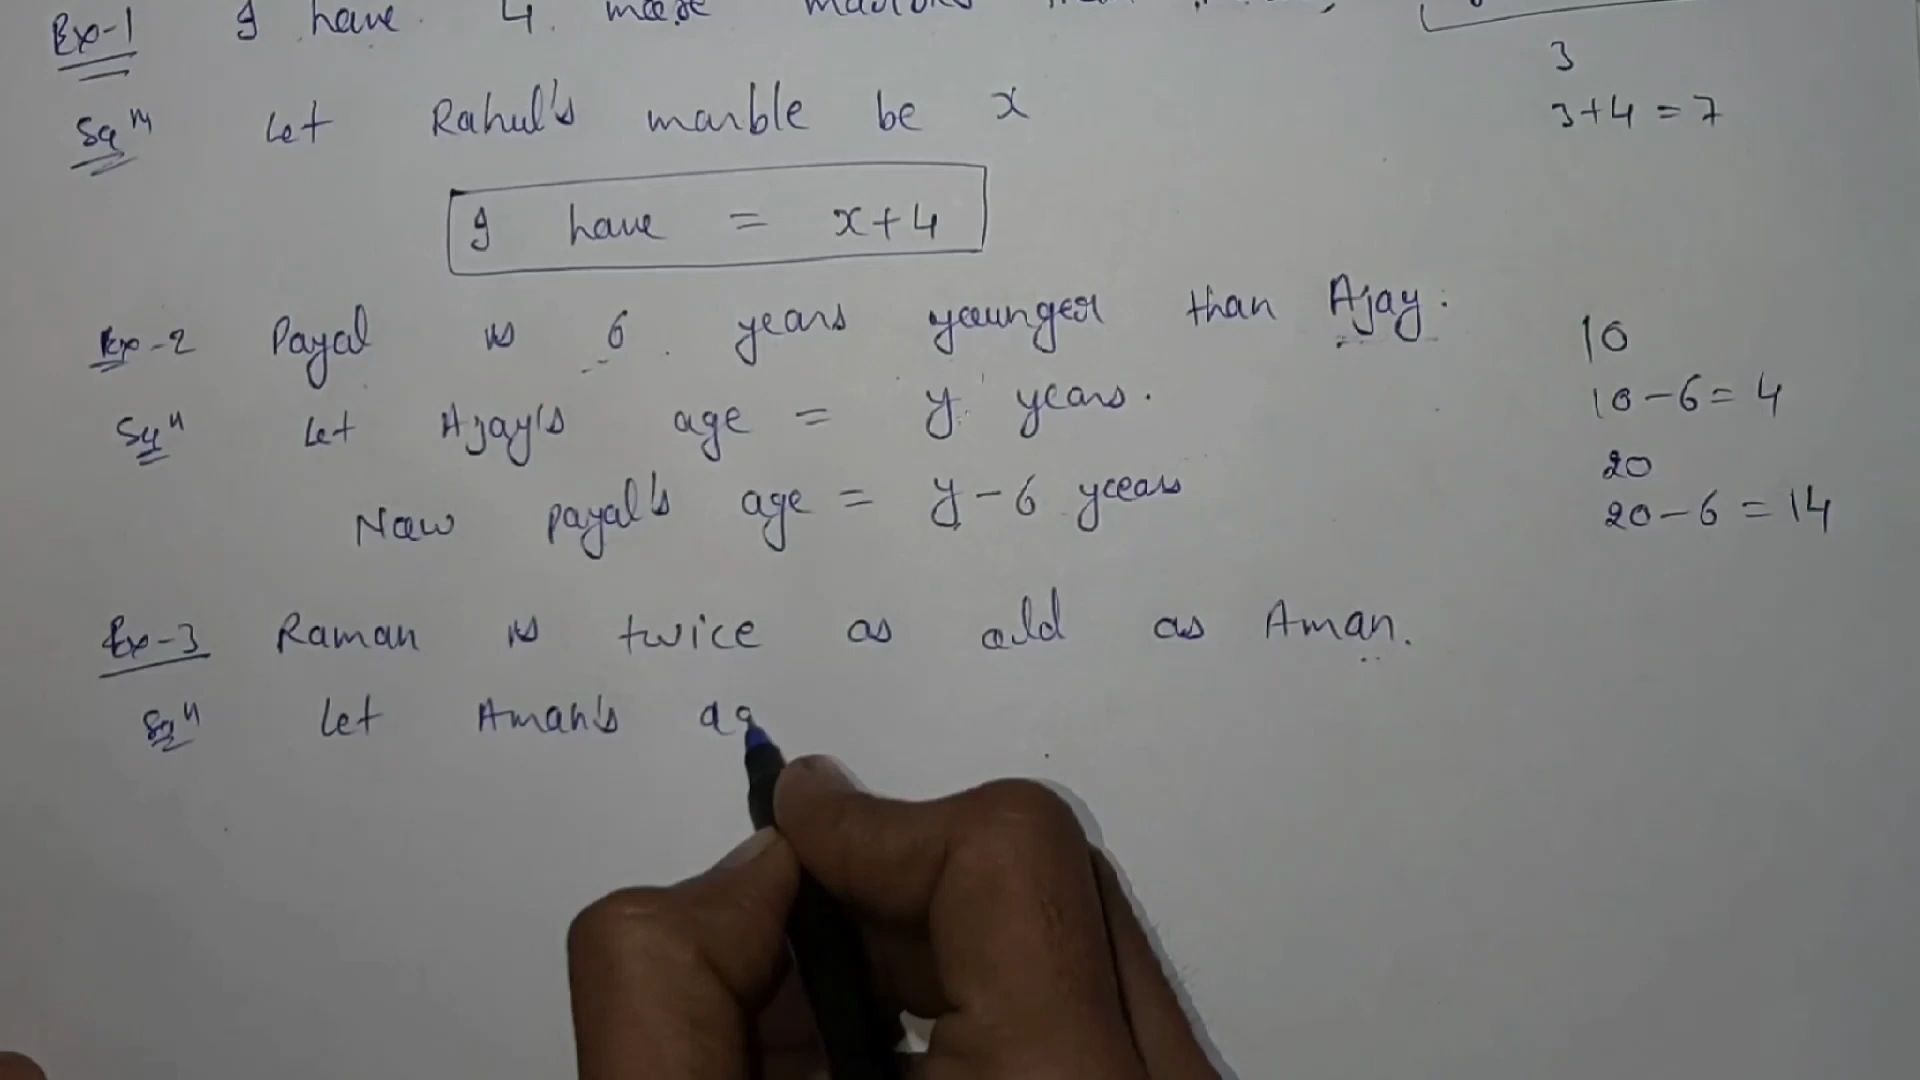 Ex-1 I have 4 more
3
3+4 = 7
Solⁿ Let Rahul's marble be x
I have = x+4
Ex-2 Payal is 6 years younger than Ajay.
10
10-6 = 4
Solⁿ Let Ajay's age = y years.
20
Now Payal's age = y-6 years
20-6 = 14
Ex-3 Raman is twice as old as Aman.
Solⁿ Let Aman's ag